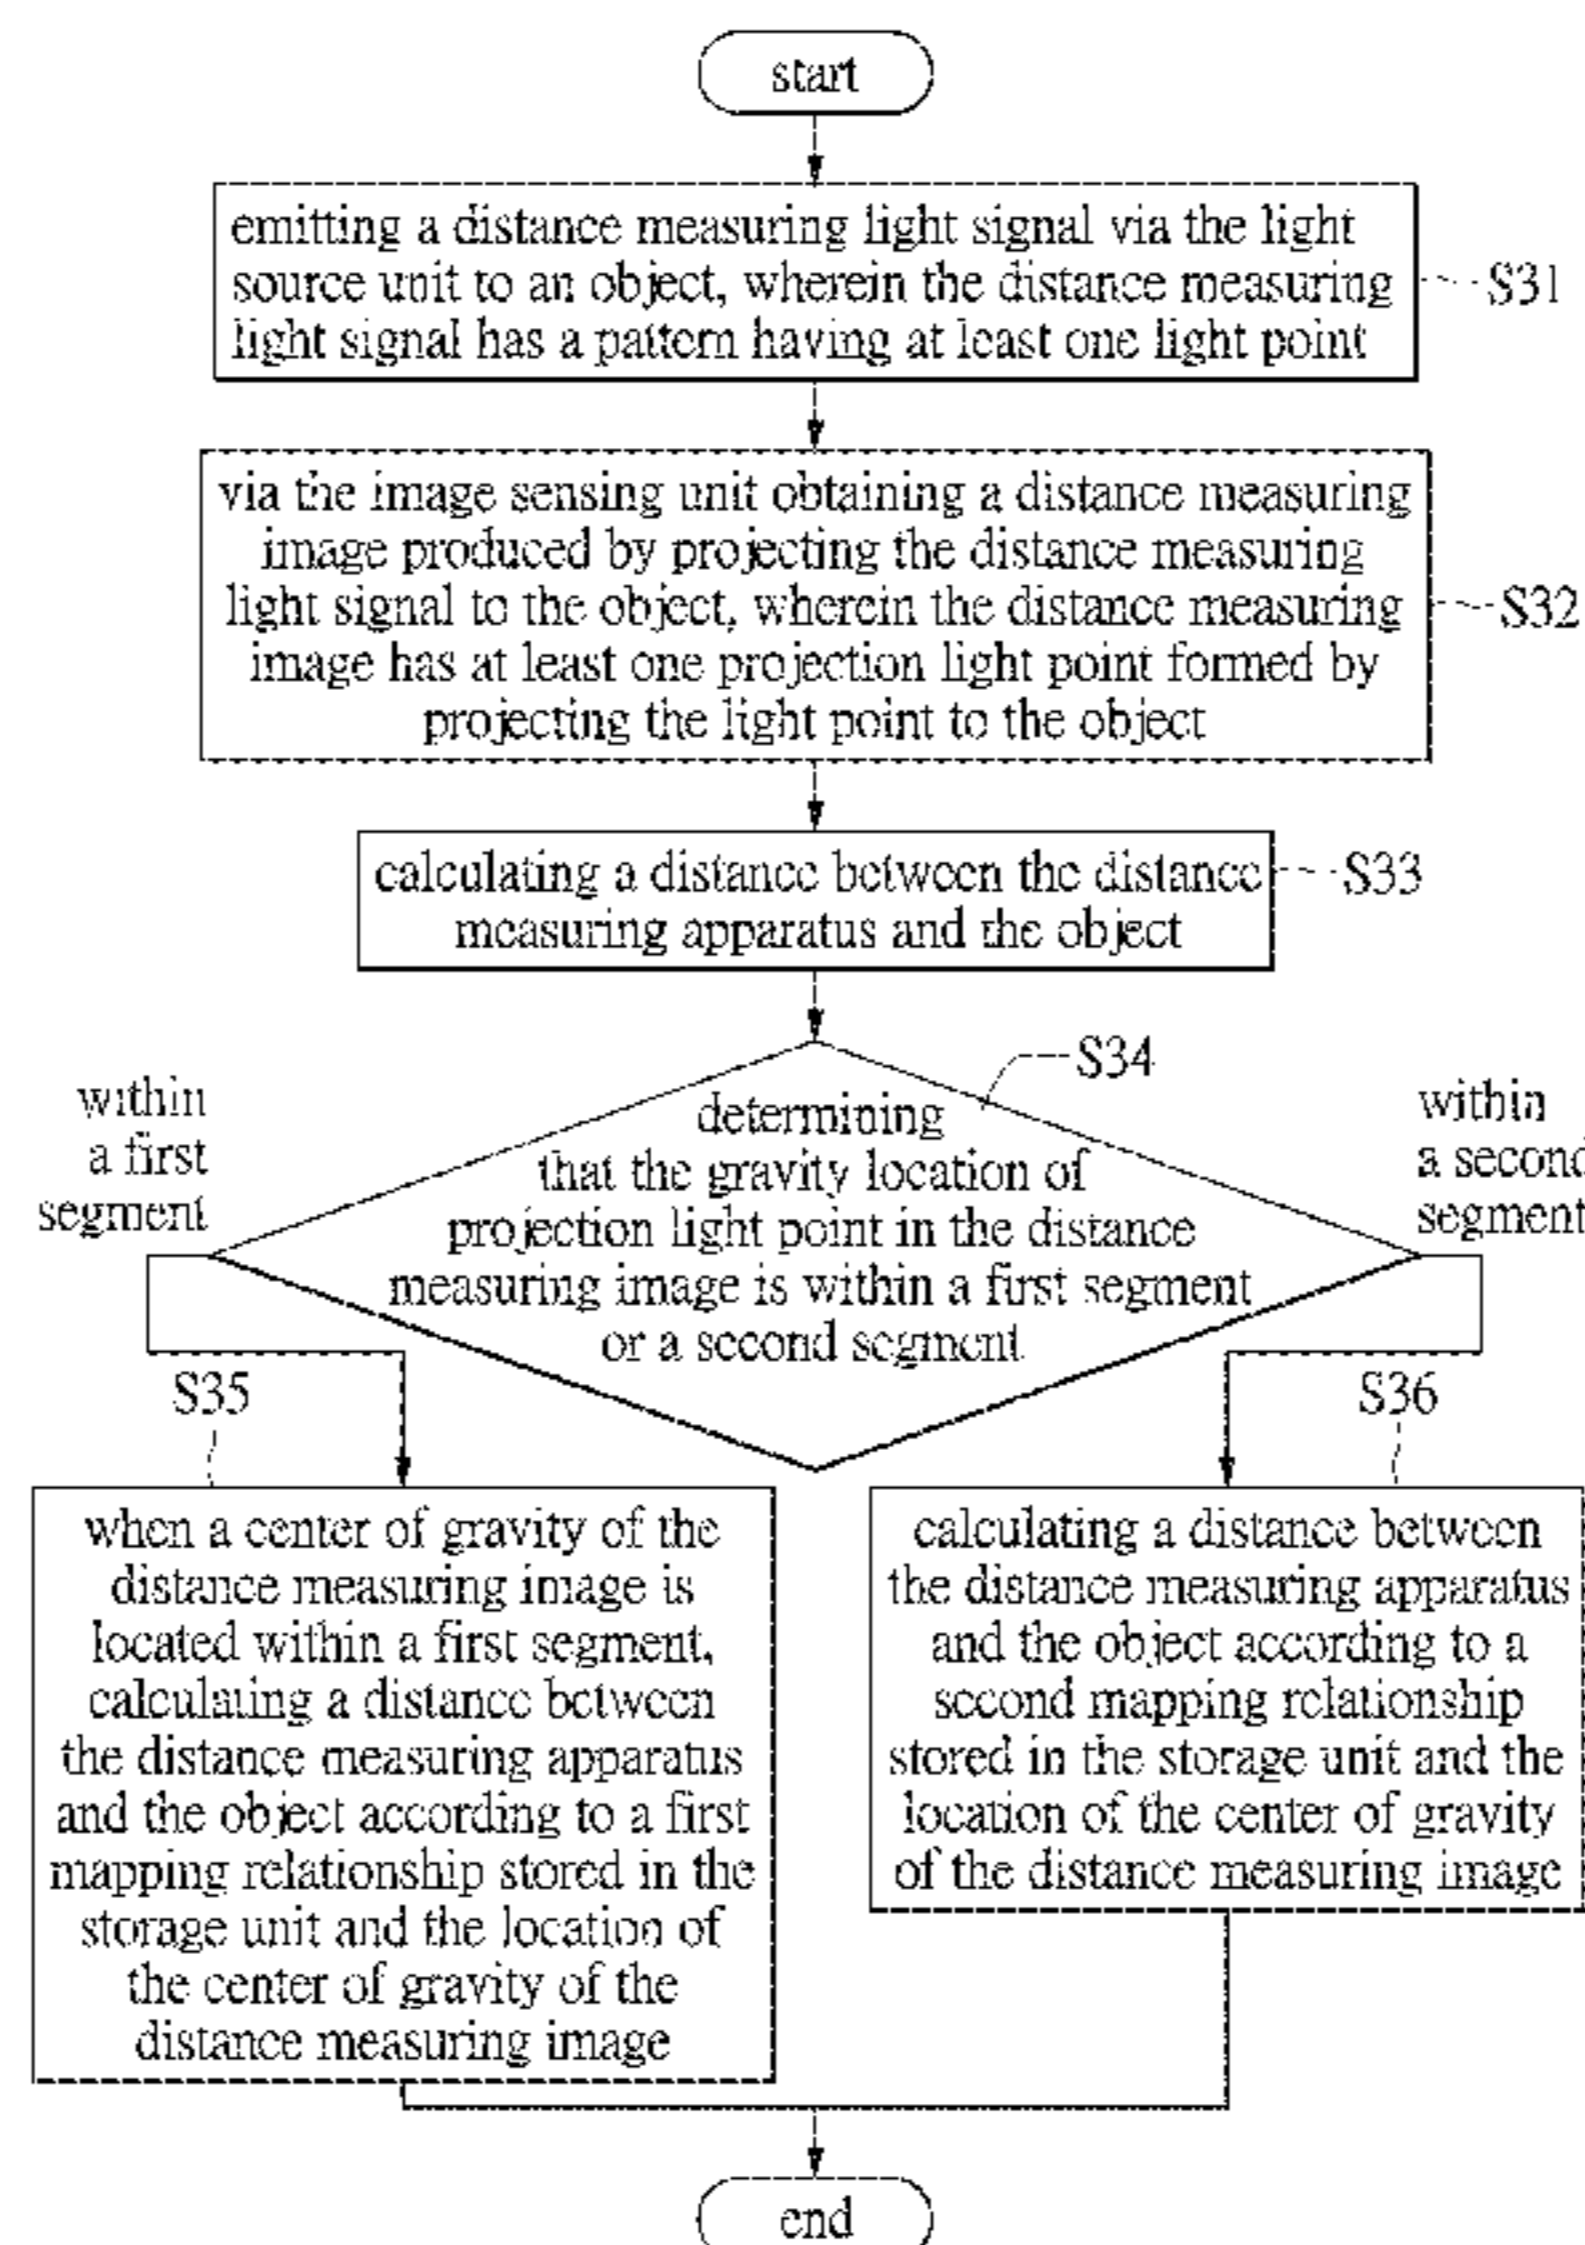 start
emitting a distance measuring light signal via the light
source unit to an object, wherein the distance measuring
light signal has a pattern having at least one light point
S31
via the image sensing unit obtaining a distance measuring
image produced by projecting the distance measuring
light signal to the object, wherein the distance measuring
image has at least one projection light point formed by
projecting the light point to the object
S32
calculating a distance between the distance
measuring apparatus and the object
S33
S34
determining
that the gravity location of
projection light point in the distance
measuring image is within a first segment
or a second segment
within
a first
segment
within
a second
segment
S35
when a center of gravity of the
distance measuring image is
located within a first segment,
calculating a distance between
the distance measuring apparatus
and the object according to a first
mapping relationship stored in the
storage unit and the location of
the center of gravity of the
distance measuring image
S36
calculating a distance between
the distance measuring apparatus
and the object according to a
second mapping relationship
stored in the storage unit and the
location of the center of gravity
of the distance measuring image
end